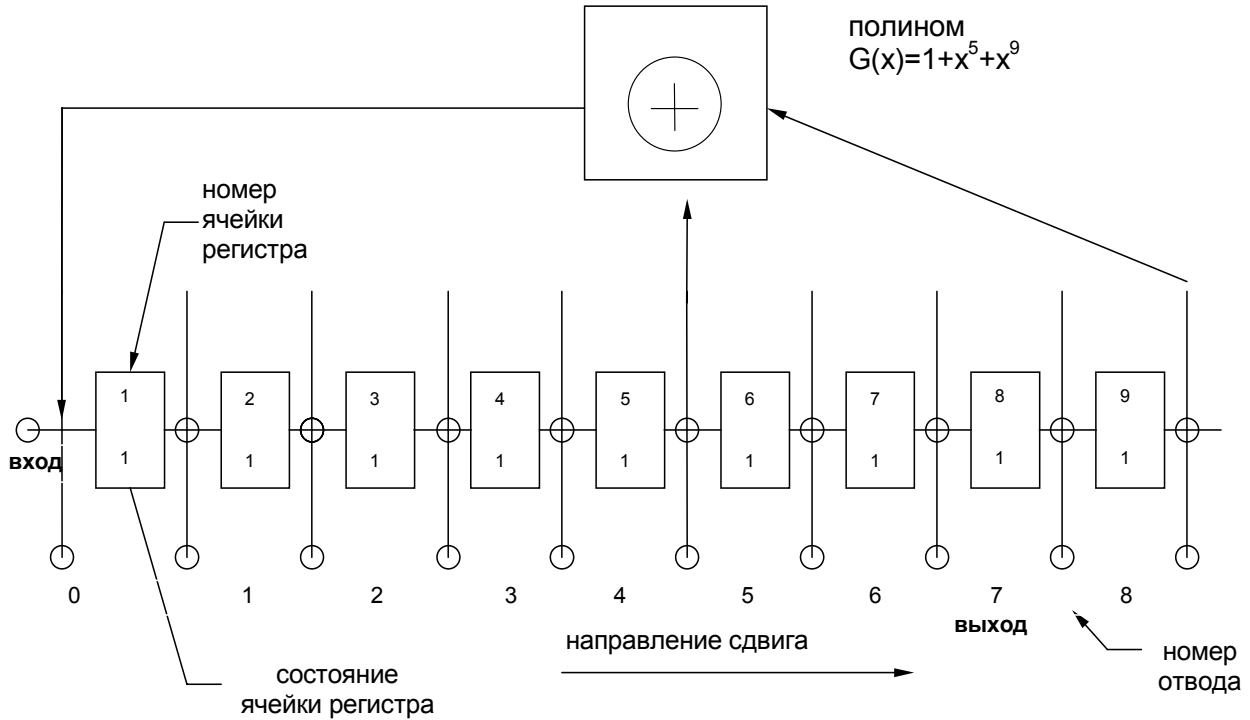 полином
G(x)=1+x⁵+x⁹
номер
ячейки
регистра
1 2 3 4 5 6 7 8 9
вход
1 1 1 1 1 1 1 1 1
0 1 2 3 4 5 6 7 8
выход
направление сдвига
состояние
ячейки регистра
номер
отвода